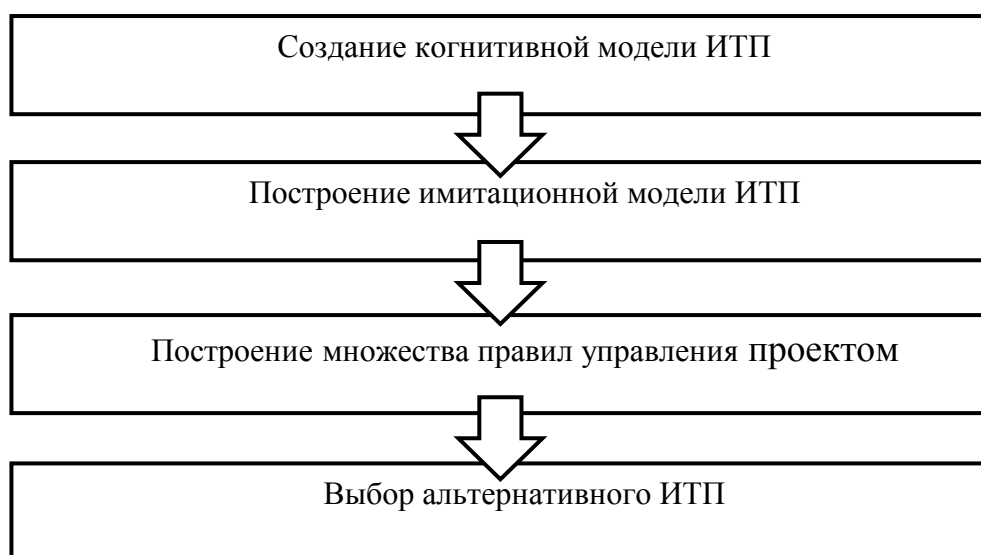 Создание когнитивной модели ИТП
Построение имитационной модели ИТП
Построение множества правил управления проектом
Выбор альтернативного ИТП